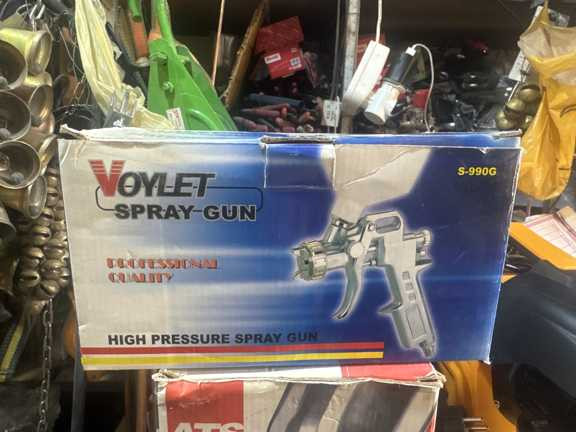 VOYLET
SPRAY GUN
S-990G
PROFESSIONAL
QUALITY
HIGH PRESSURE SPRAY GUN
ATS